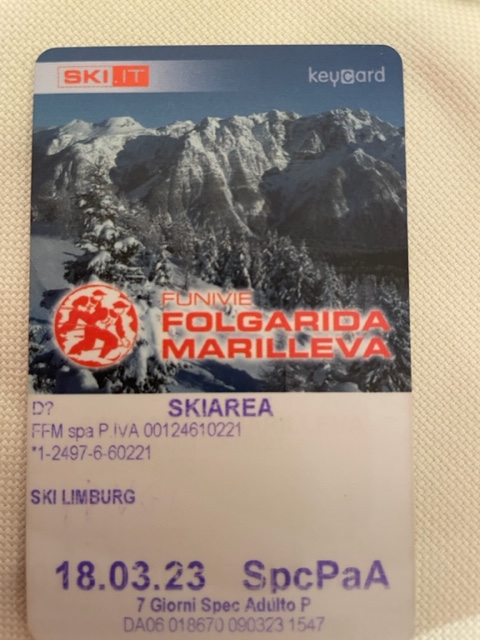 SKI.IT
keycard
FUNIVIE
FOLGARIDA
MARILLEVA
D?
SKIAREA
FFM spa P.IVA 00124610221
*1-2497-6-60221
SKI LIMBURG
18.03.23 SpcPaA
7 Giorni Spec Adulto P
DA06 018670 090323 1547